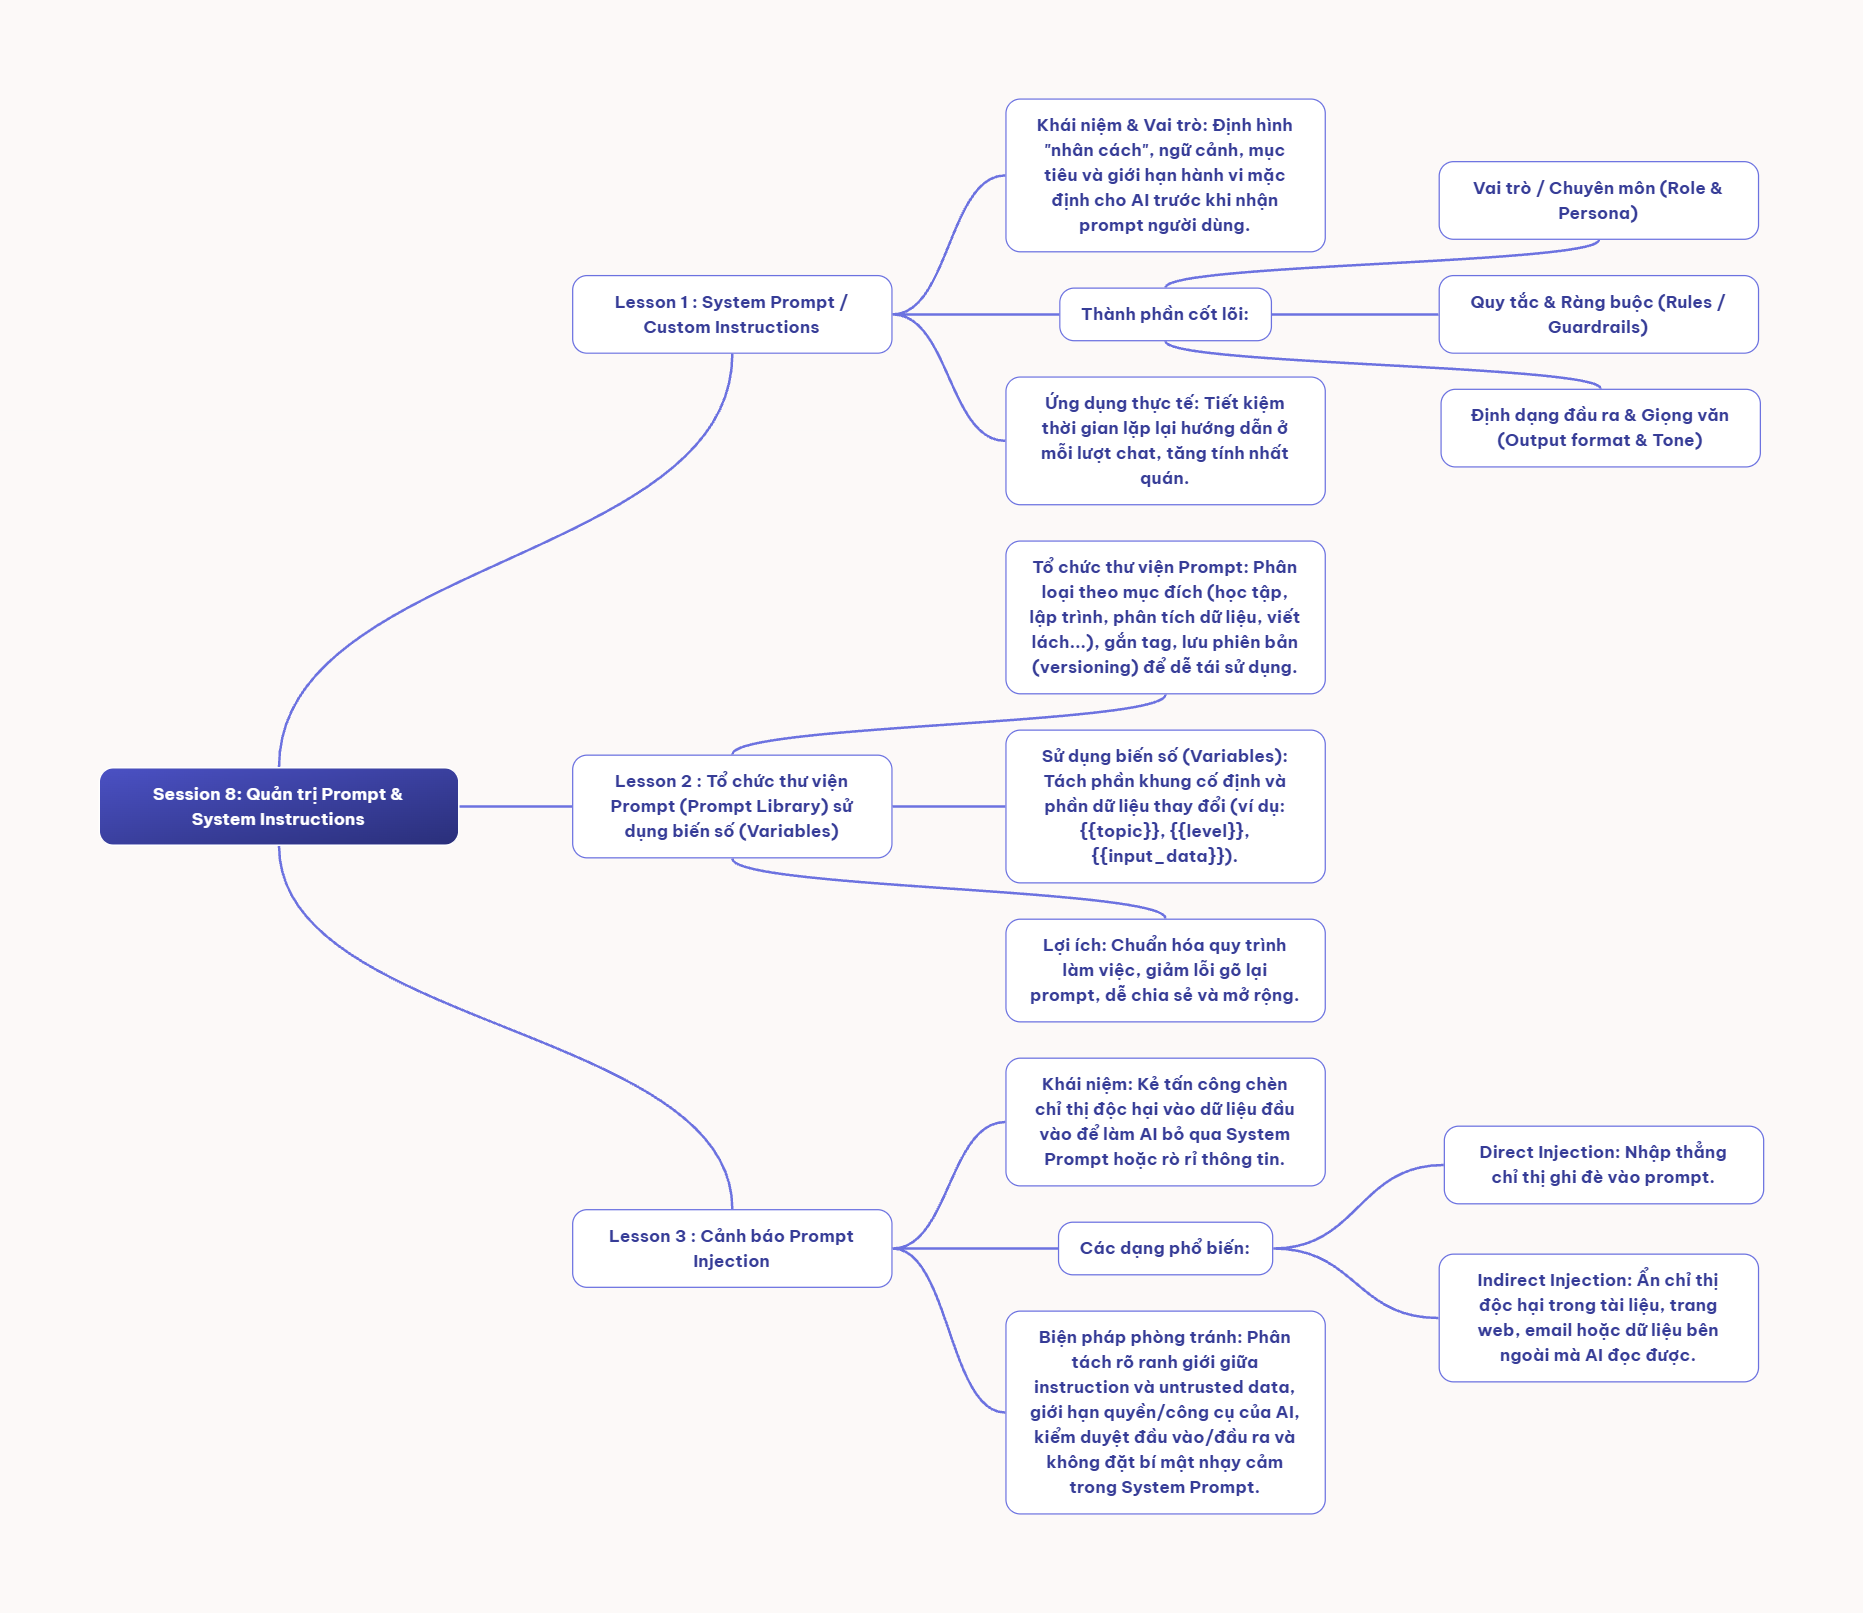 Session 8: Quản trị Prompt &
System Instructions
Lesson 1 : System Prompt /
Custom Instructions
Khái niệm & Vai trò: Định hình
"nhân cách", ngữ cảnh, mục
tiêu và giới hạn hành vi mặc
định cho AI trước khi nhận
prompt người dùng.
Thành phần cốt lõi:
Vai trò / Chuyên môn (Role &
Persona)
Quy tắc & Ràng buộc (Rules /
Guardrails)
Định dạng đầu ra & Giọng văn
(Output format & Tone)
Ứng dụng thực tế: Tiết kiệm
thời gian lặp lại hướng dẫn ở
mỗi lượt chat, tăng tính nhất
quán.
Lesson 2 : Tổ chức thư viện
Prompt (Prompt Library) sử
dụng biến số (Variables)
Tổ chức thư viện Prompt: Phân
loại theo mục đích (học tập,
lập trình, phân tích dữ liệu, viết
lách...), gắn tag, lưu phiên bản
(versioning) để dễ tái sử dụng.
Sử dụng biến số (Variables):
Tách phần khung cố định và
phần dữ liệu thay đổi (ví dụ:
{{topic}}, {{level}},
{{input_data}}).
Lợi ích: Chuẩn hóa quy trình
làm việc, giảm lỗi gõ lại
prompt, dễ chia sẻ và mở rộng.
Lesson 3 : Cảnh báo Prompt
Injection
Khái niệm: Kẻ tấn công chèn
chỉ thị độc hại vào dữ liệu đầu
vào để làm AI bỏ qua System
Prompt hoặc rò rỉ thông tin.
Các dạng phổ biến:
Direct Injection: Nhập thẳng
chỉ thị ghi đè vào prompt.
Indirect Injection: Ẩn chỉ thị
độc hại trong tài liệu, trang
web, email hoặc dữ liệu bên
ngoài mà AI đọc được.
Biện pháp phòng tránh: Phân
tách rõ ranh giới giữa
instruction và untrusted data,
giới hạn quyền/công cụ của AI,
kiểm duyệt đầu vào/đầu ra và
không đặt bí mật nhạy cảm
trong System Prompt.